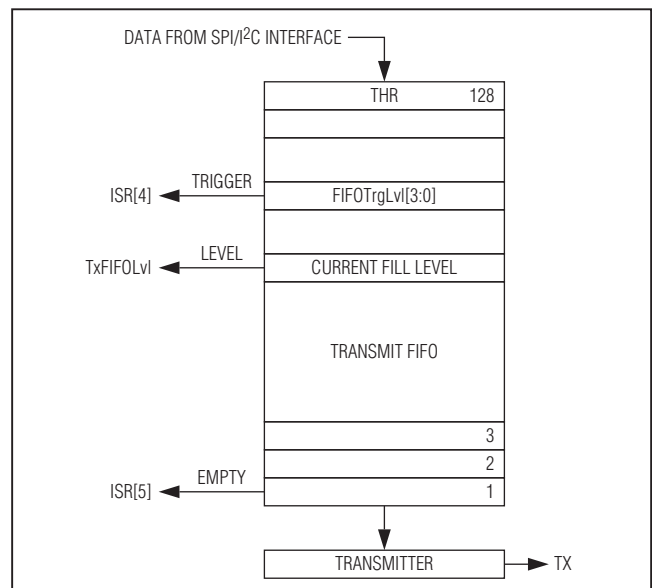 DATA FROM SPI/I²C INTERFACE
THR 128
ISR[4] TRIGGER FIFOTrgLvl[3:0]
TxFIFOLvl LEVEL CURRENT FILL LEVEL
TRANSMIT FIFO
3
2
ISR[5] EMPTY 1
TRANSMITTER TX